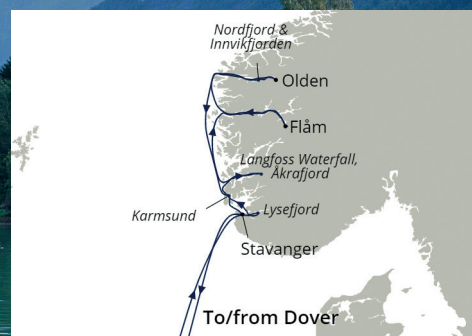 Nordfjord &
Innvikfjorden
Olden
Flåm
Langfoss Waterfall,
Åkrafjord
Karmsund
Lysefjord
Stavanger
To/from Dover